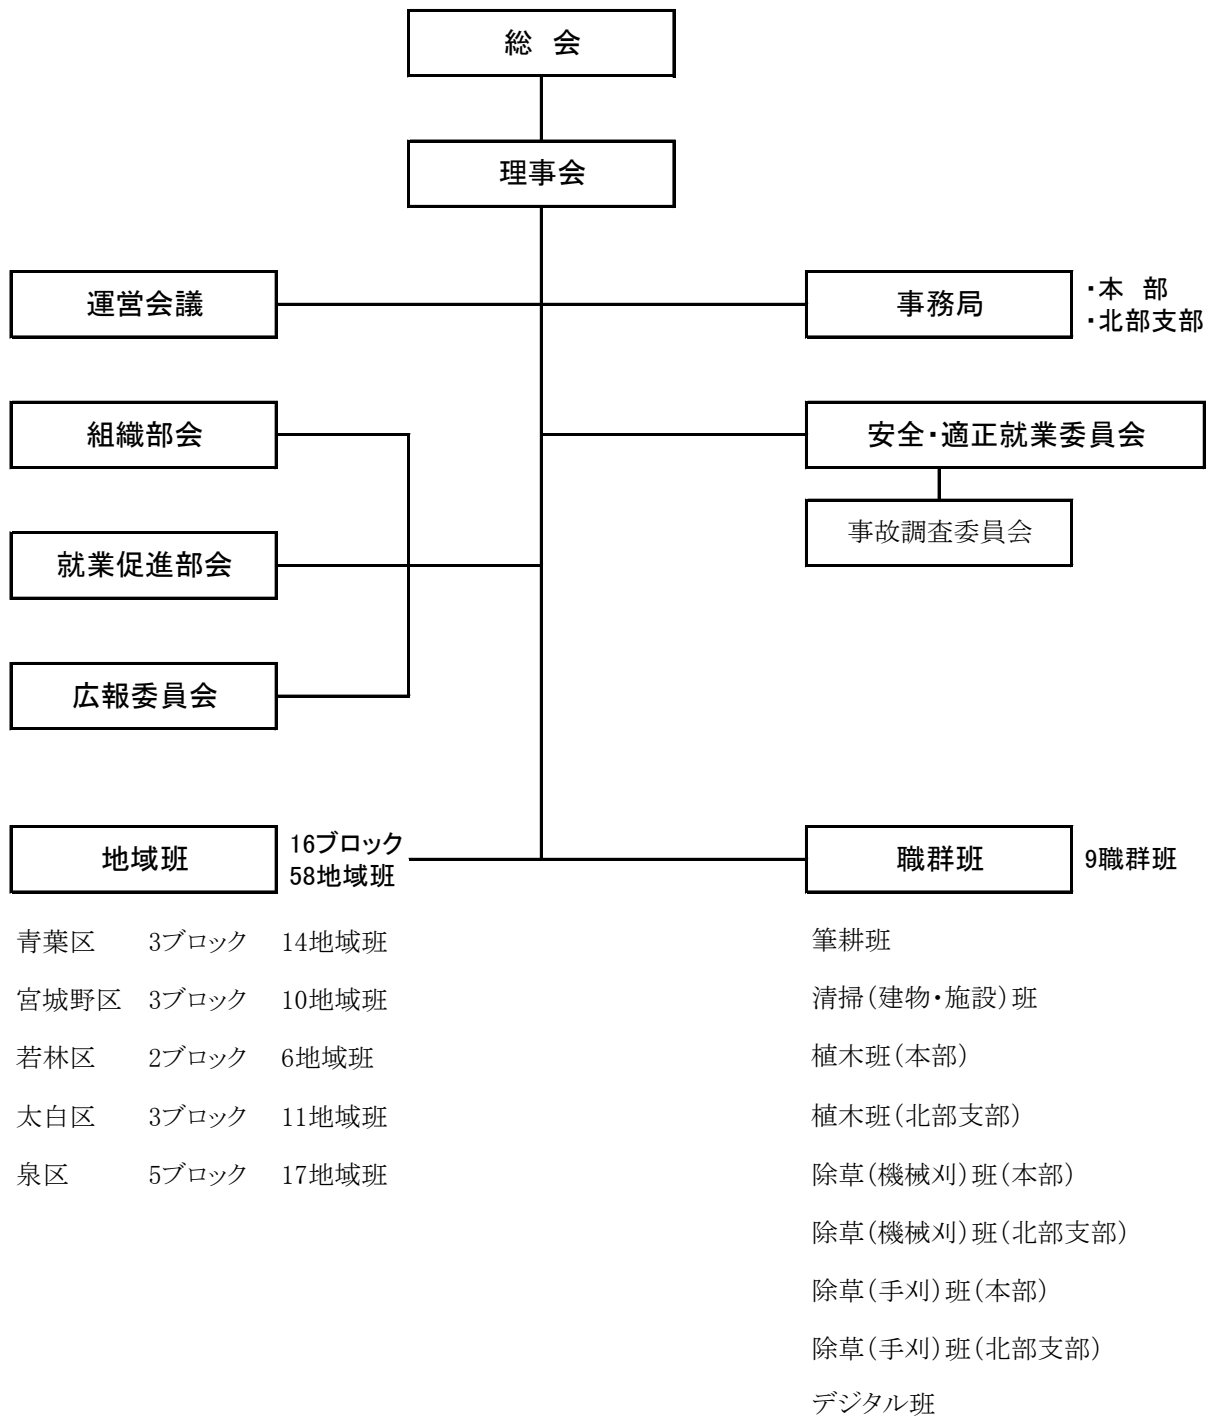 総 会
理事会
運営会議
事務局
・本 部
・北部支部
組織部会
安全・適正就業委員会
事故調査委員会
就業促進部会
広報委員会
地域班
16ブロック
58地域班
職群班
9職群班
青葉区 3ブロック 14地域班
宮城野区 3ブロック 10地域班
若林区 2ブロック 6地域班
太白区 3ブロック 11地域班
泉区 5ブロック 17地域班
筆耕班
清掃(建物・施設)班
植木班(本部)
植木班(北部支部)
除草(機械刈)班(本部)
除草(機械刈)班(北部支部)
除草(手刈)班(本部)
除草(手刈)班(北部支部)
デジタル班